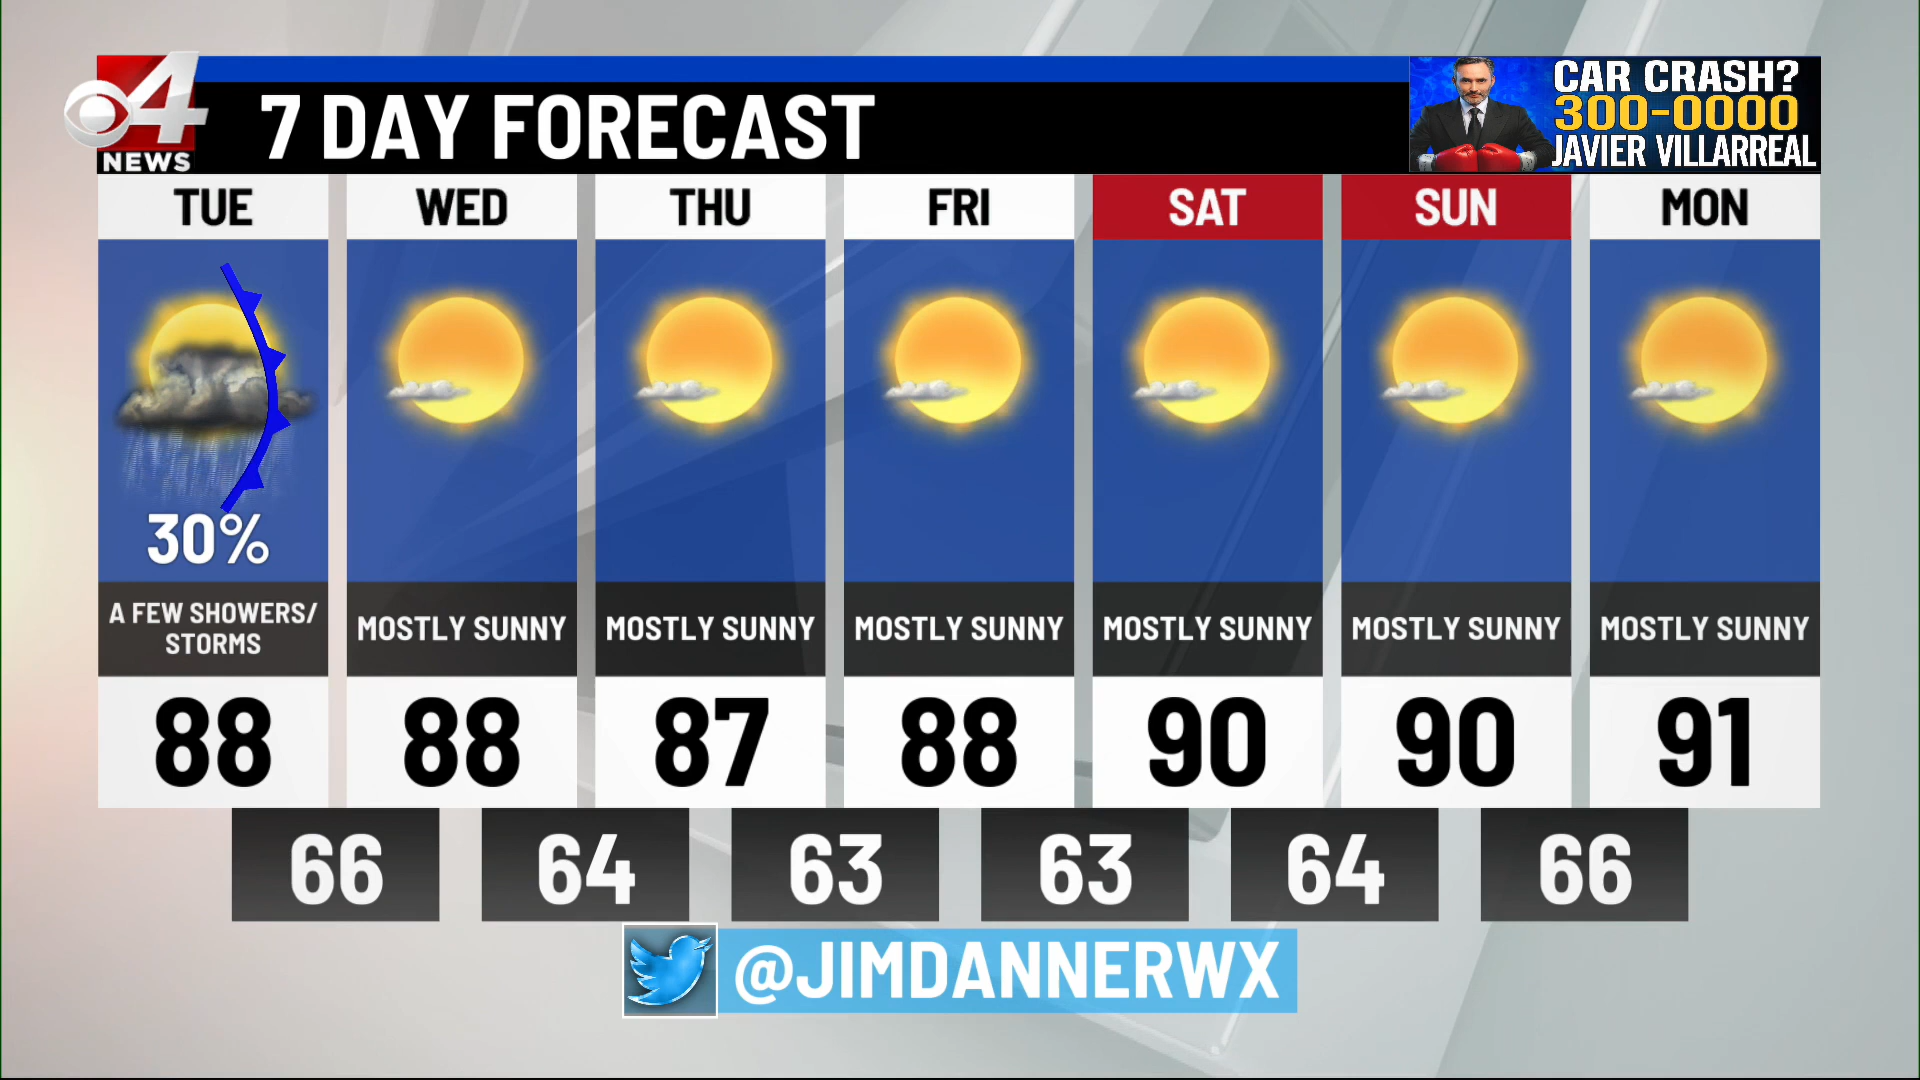 4
NEWS
7 DAY FORECAST
CAR CRASH?
300-0000
JAVIER VILLARREAL
TUE WED THU FRI SAT SUN MON
30%
A FEW SHOWERS/
STORMS
MOSTLY SUNNY MOSTLY SUNNY MOSTLY SUNNY MOSTLY SUNNY MOSTLY SUNNY MOSTLY SUNNY
88 88 87 88 90 90 91
66 64 63 63 64 66
@JIMDANNERWX